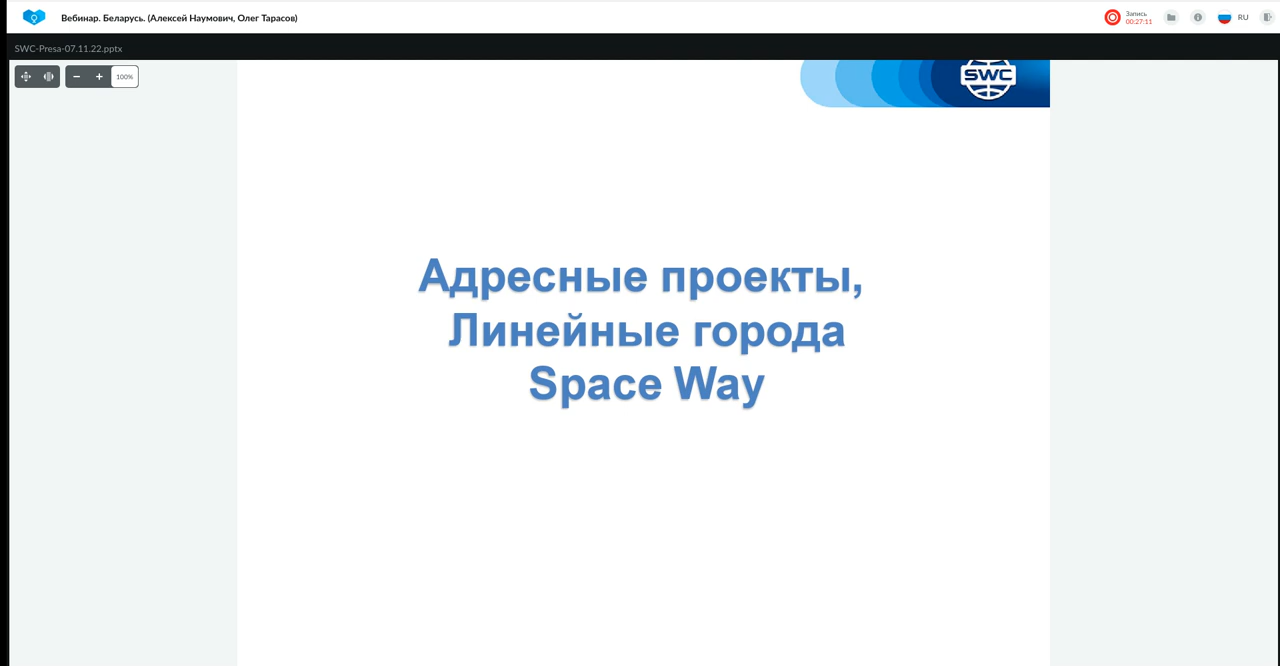 Вебинар. Беларусь. (Алексей Наумович, Олег Тарасов)
Запись
00:27:11
RU
SWC-Presa-07.11.22.pptx
100%
SWC
Адресные проекты,
Линейные города
Space Way